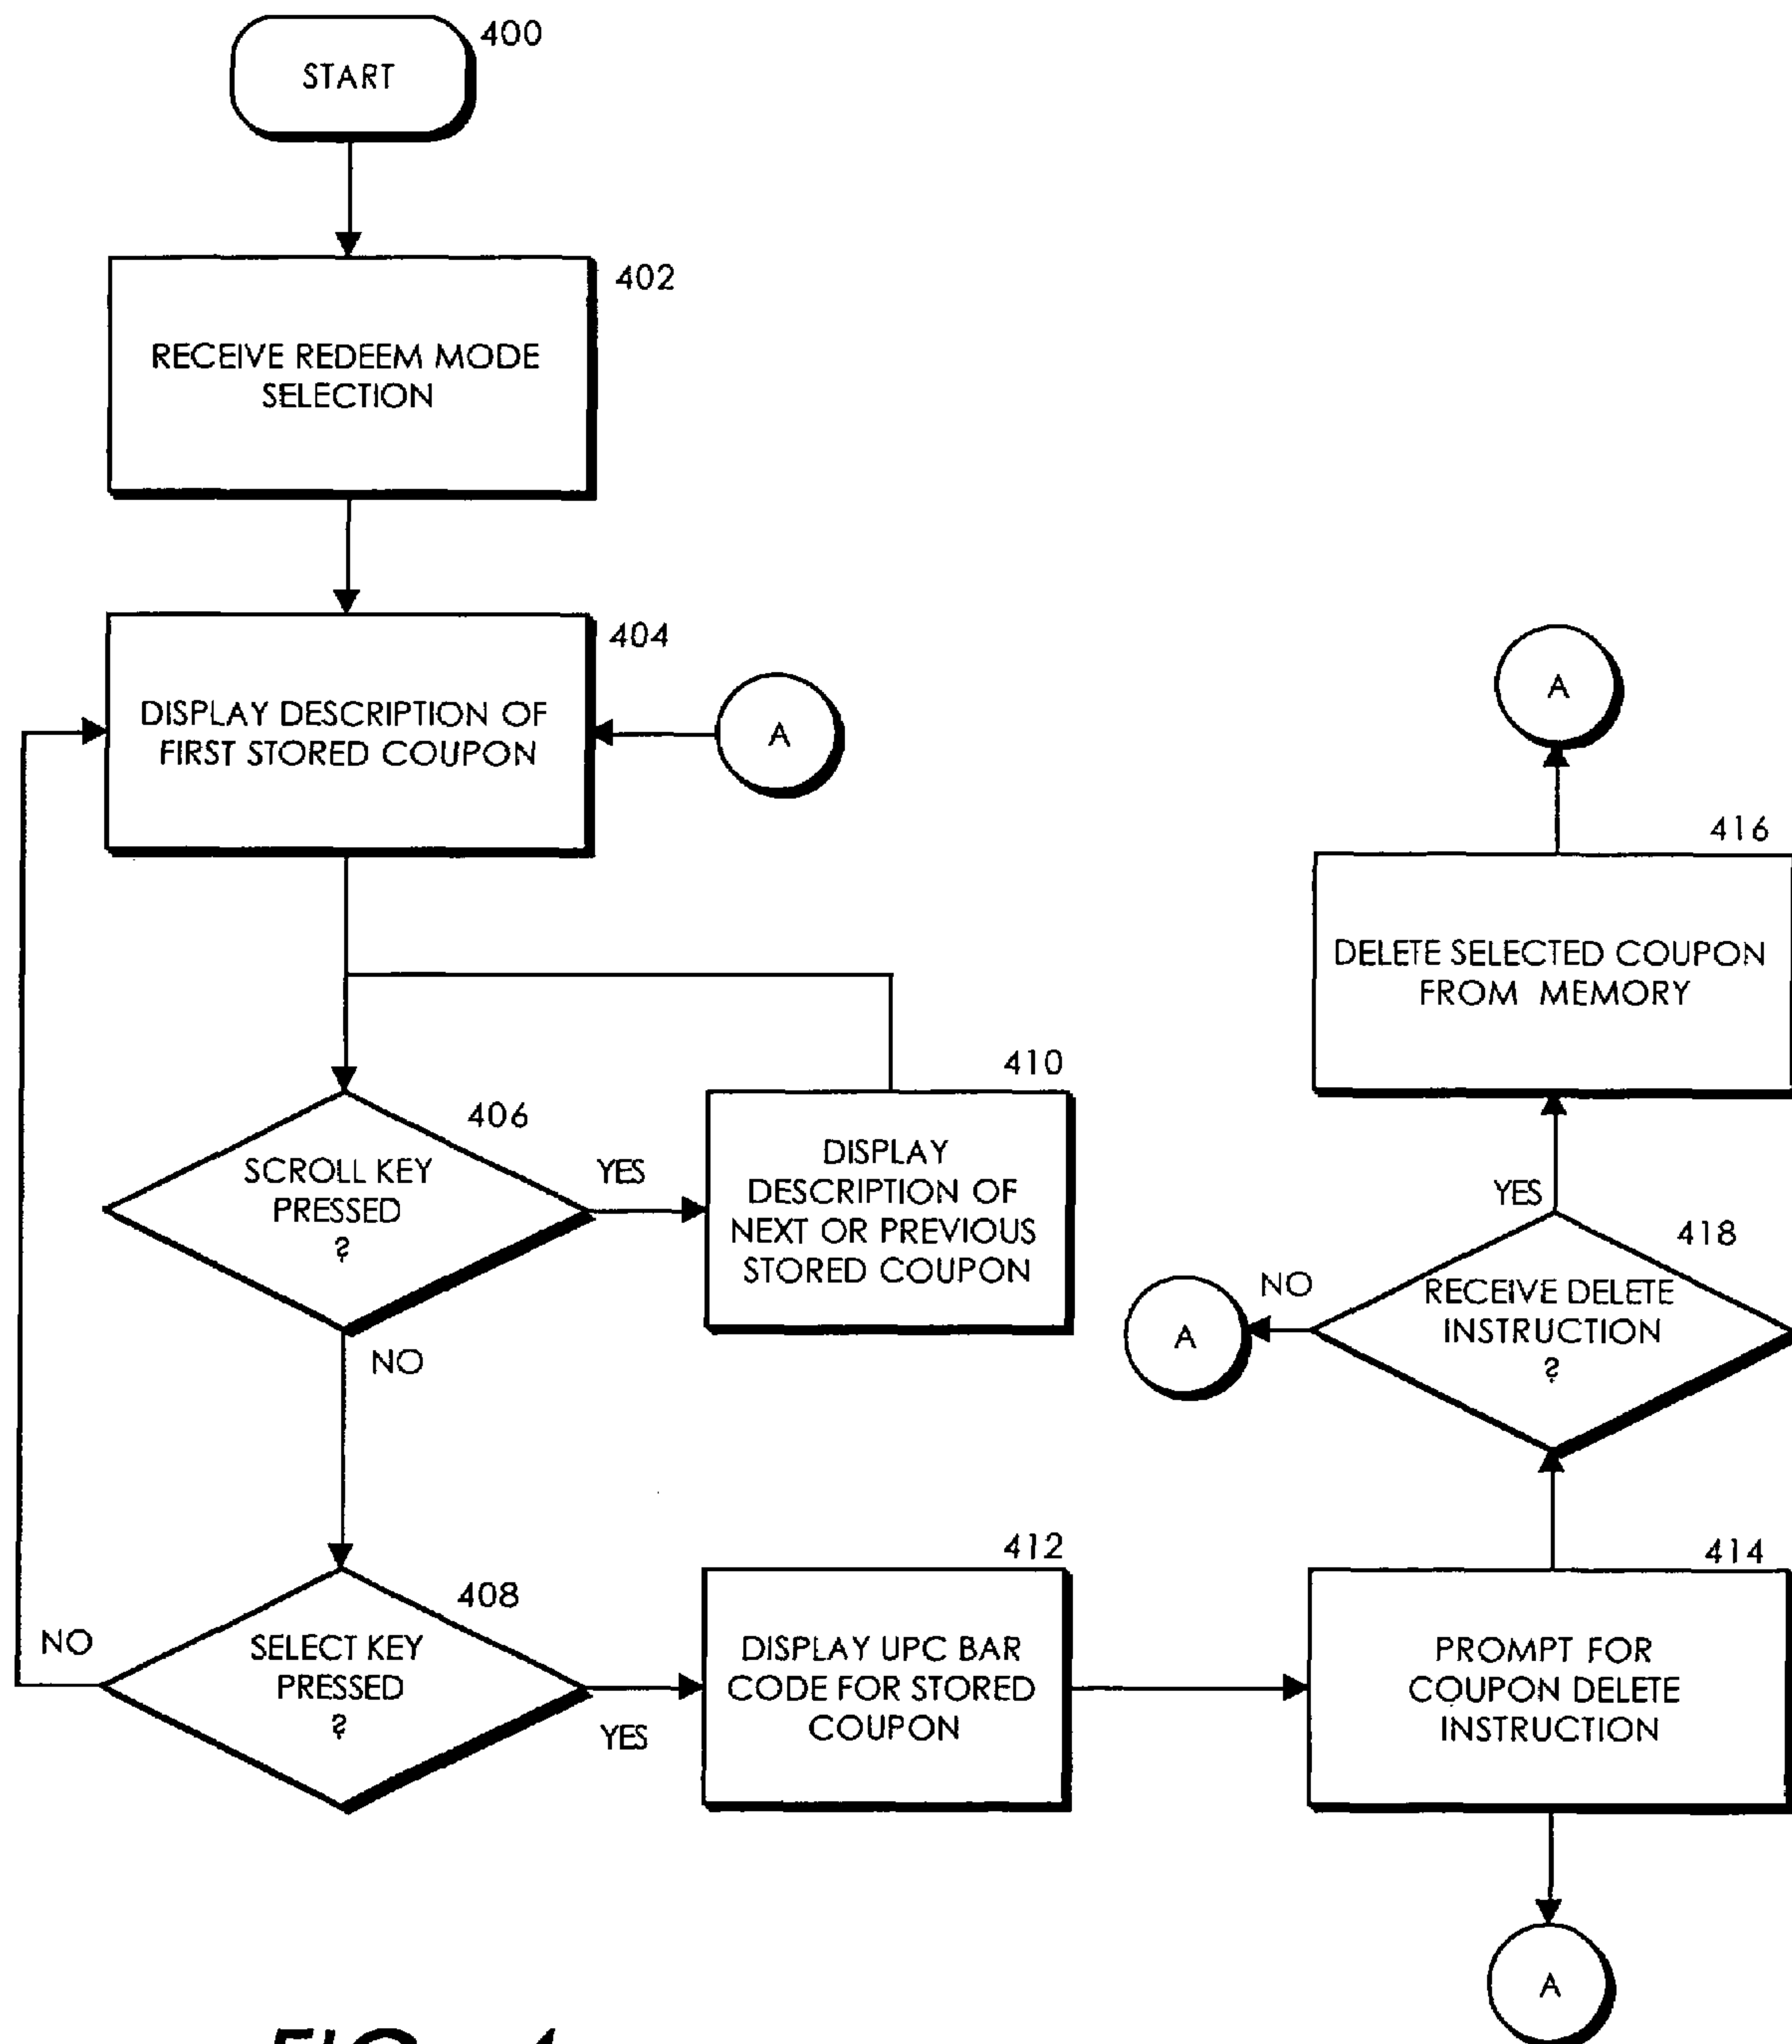 400
START
402
RECEIVE REDEEM MODE
SELECTION
404
DISPLAY DESCRIPTION OF
FIRST STORED COUPON
A
A
416
DELETE SELECTED COUPON
FROM MEMORY
406
SCROLL KEY
PRESSED
?
YES
410
DISPLAY
DESCRIPTION OF
NEXT OR PREVIOUS
STORED COUPON
NO
YES
418
RECEIVE DELETE
INSTRUCTION
?
NO
A
408
SELECT KEY
PRESSED
?
NO
YES
412
DISPLAY UPC BAR
CODE FOR STORED
COUPON
414
PROMPT FOR
COUPON DELETE
INSTRUCTION
A